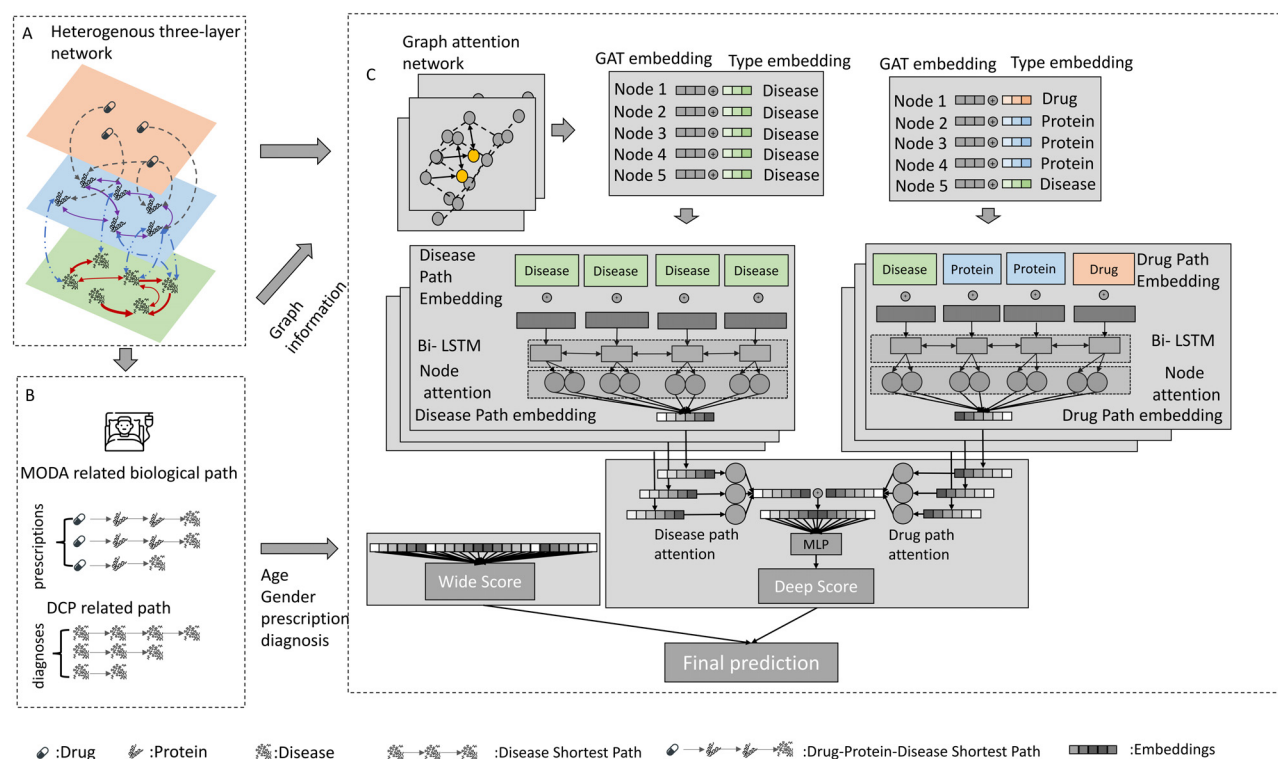 A
Heterogenous three-layer
network
B
MODA related biological path
prescriptions
DCP related path
diagnoses
Graph
information
Age
Gender
prescription
diagnosis
C
Graph attention
network
GAT embedding Type embedding
Node 1 Disease
Node 2 Disease
Node 3 Disease
Node 4 Disease
Node 5 Disease
GAT embedding Type embedding
Node 1 Drug
Node 2 Protein
Node 3 Protein
Node 4 Protein
Node 5 Disease
Disease
Path
Embedding
Disease Disease Disease Disease
Bi- LSTM
Node
attention
Disease Path embedding
Disease Protein Protein Drug
Drug Path
Embedding
Bi- LSTM
Node
attention
Drug Path embedding
Disease path
attention
MLP
Drug path
attention
Wide Score
Deep Score
Final prediction
:Drug :Protein :Disease :Disease Shortest Path :Drug-Protein-Disease Shortest Path :Embeddings